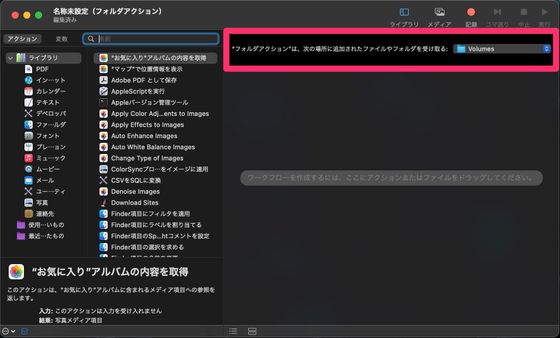 名称未設定（フォルダアクション）
編集済み
ライブラリ
メディア
記録
コマ送り
中止
実行
アクション
変数
名前
"フォルダアクション"は、次の場所に追加されたファイルやフォルダを受け取る:
Volumes
ライブラリ
PDF
イン...ット
カレンダー
テキスト
デベロッパ
ファ...ルダ
フォント
プレ...ョン
ミュ...ック
ムービー
メール
ユー...ティ
写真
連絡先
使用...いもの
最近...たもの
"お気に入り"アルバムの内容を取得
"マップ"で位置情報を表示
Adobe PDF として保存
AppleScriptを実行
Appleバージョン管理ツール
Apply Color Adj...ents to Images
Apply Effects to Images
Auto Enhance Images
Auto White Balance Images
Change Type of Images
ColorSyncプロ...をイメージに適用
CSVをSQLに変換
Denoise Images
Download Sites
Finder項目にフィルタを適用
Finder項目にラベルを割り当てる
Finder項目のSp...htコメントを設定
Finder項目の選択を求める
ワークフローを作成するには、ここにアクションまたはファイルをドラッグしてください。
"お気に入り"アルバムの内容を取得
このアクションは、"お気に入り"アルバムに含まれるメディア項目への参照を
返します。
入力: このアクションは入力を受け入れません
結果: 写真メディア項目